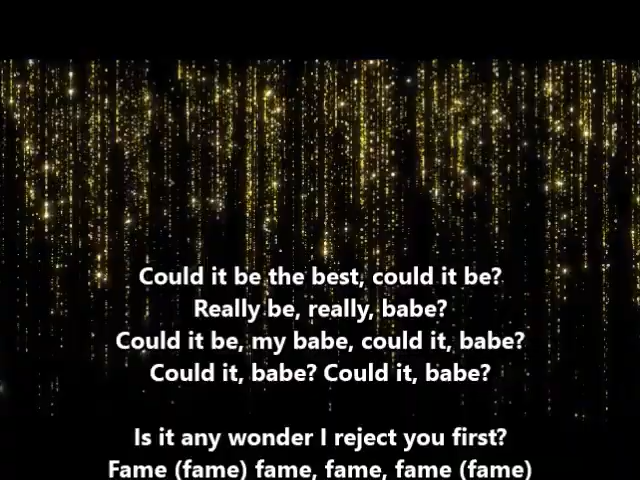 Could it be the best, could it be?
Really be, really, babe?
Could it be, my babe, could it, babe?
Could it, babe? Could it, babe?
Is it any wonder I reject you first?
Fame (fame) fame, fame, fame (fame)